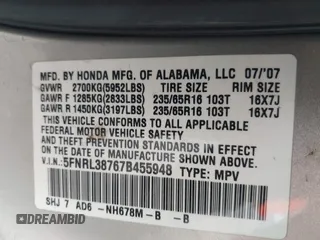 MFD. BY HONDA MFG. OF ALABAMA, LLC 07/'07
GVWR 2700KG(5952LBS) TIRE SIZE RIM SIZE
GAWR F 1285KG(2833LBS) 235/65R16 103T 16X7J
GAWR R 1450KG(3197LBS) 235/65R16 103T 16X7J
THIS VEHICLE CONFORMS TO ALL APPLICABLE
FEDERAL MOTOR VEHICLE SAFETY AND
THEFT PREVENTION STANDARDS IN EFFECT ON
THE DATE OF MANUFACTURE SHOWN ABOVE.
V.I.N.: 5FNRL38767B455948 TYPE: MPV
SHJ 7 AD6 -NH678M-B -B
DEALERHISTORY